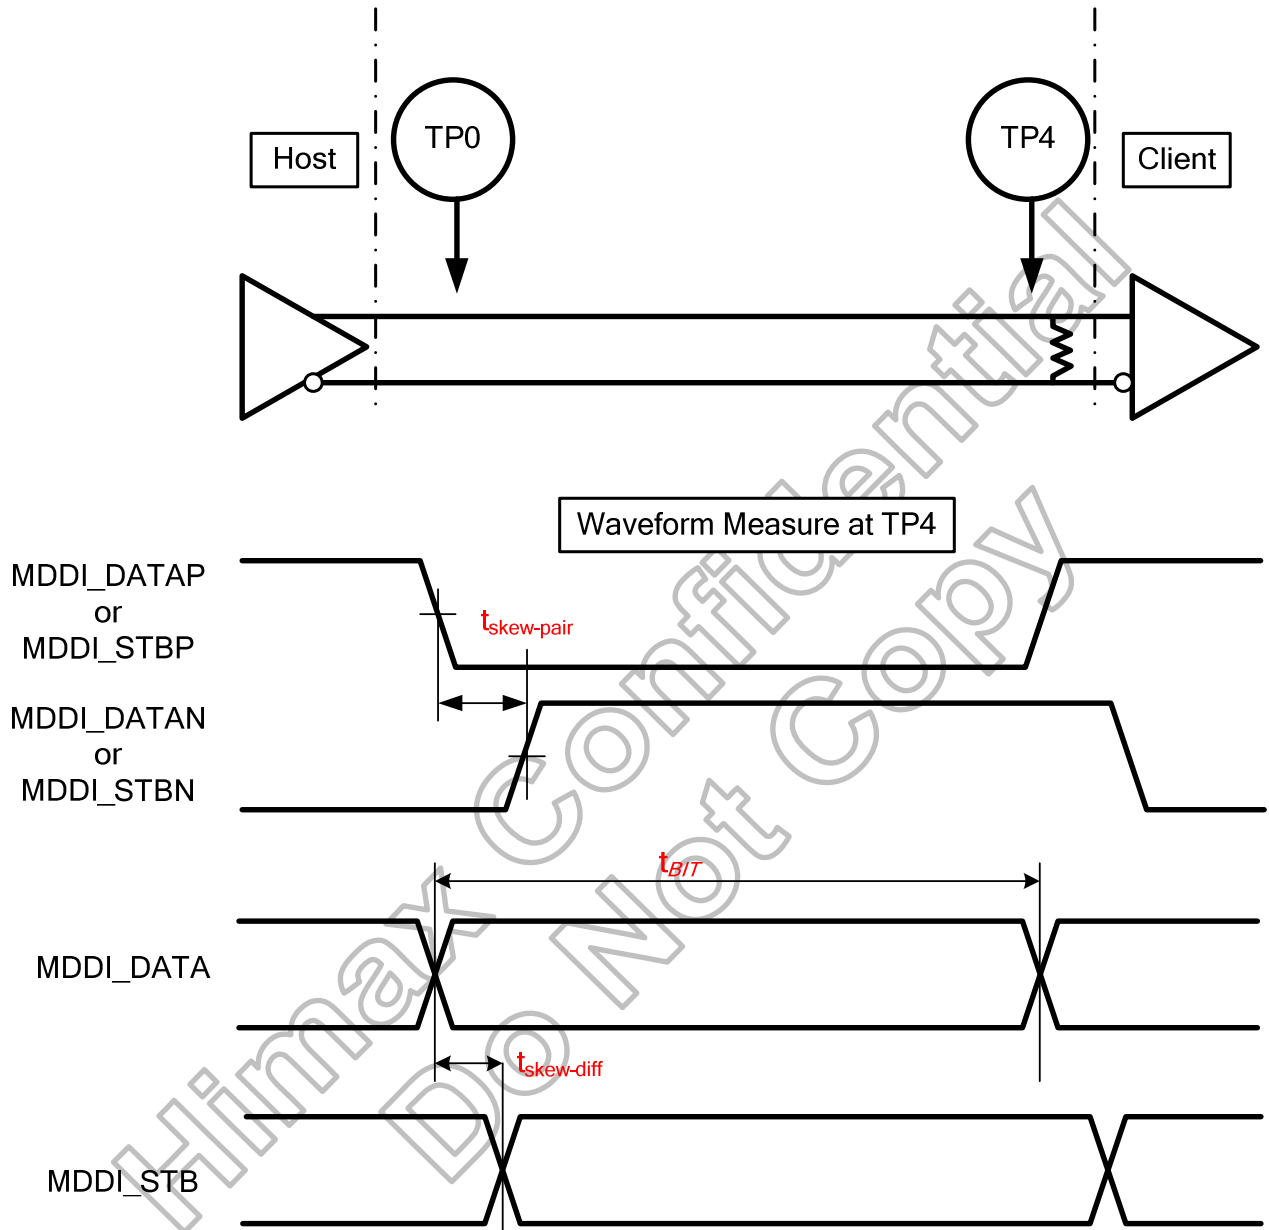 TP0
TP4
Host
Client
Waveform Measure at TP4
MDDI_DATAP
or
MDDI_STBP
tskew-pair
MDDI_DATAN
or
MDDI_STBN
tBIT
MDDI_DATA
tskew-diff
MDDI_STB
Himax Confidential
Do Not Copy